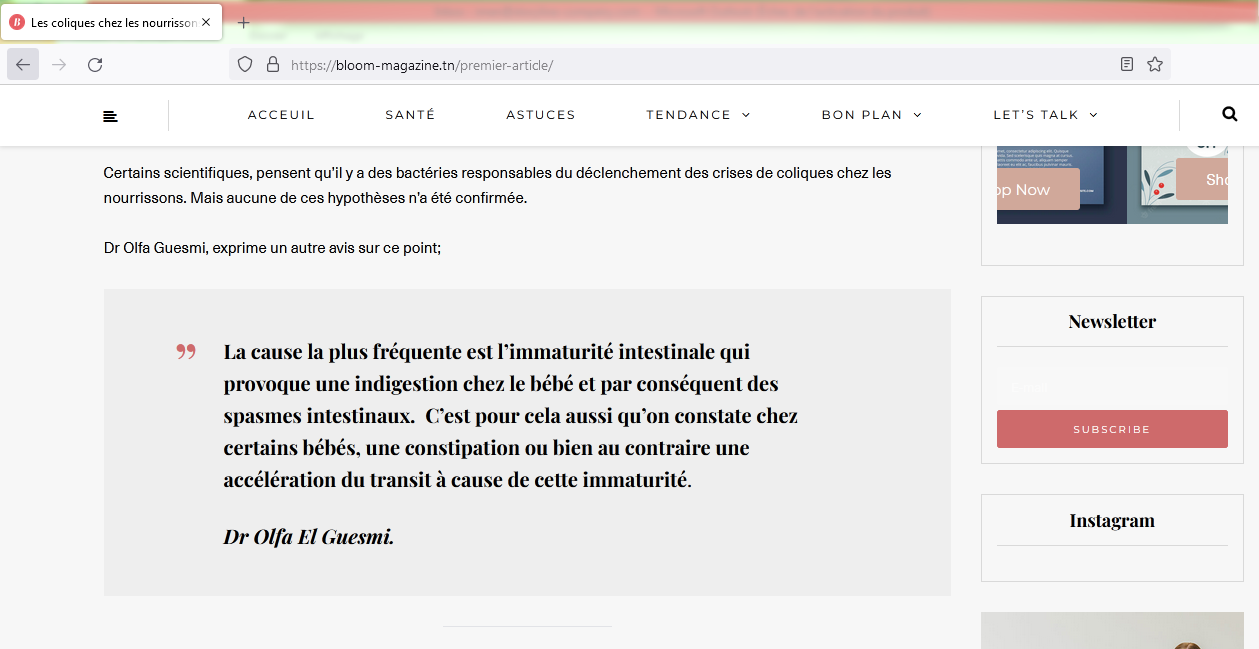 Les coliques chez les nourrisson
https://bloom-magazine.tn/premier-article/
ACCEUIL SANTÉ ASTUCES TENDANCE BON PLAN LET'S TALK
Certains scientifiques, pensent qu'il y a des bactéries responsables du déclenchement des crises de coliques chez les
nourrissons. Mais aucune de ces hypothèses n'a été confirmée.
Dr Olfa Guesmi, exprime un autre avis sur ce point;
La cause la plus fréquente est l’immaturité intestinale qui
provoque une indigestion chez le bébé et par conséquent des
spasmes intestinaux. C’est pour cela aussi qu’on constate chez
certains bébés, une constipation ou bien au contraire une
accélération du transit à cause de cette immaturité.
Dr Olfa El Guesmi.
op Now
Sho
Newsletter
SUBSCRIBE
Instagram